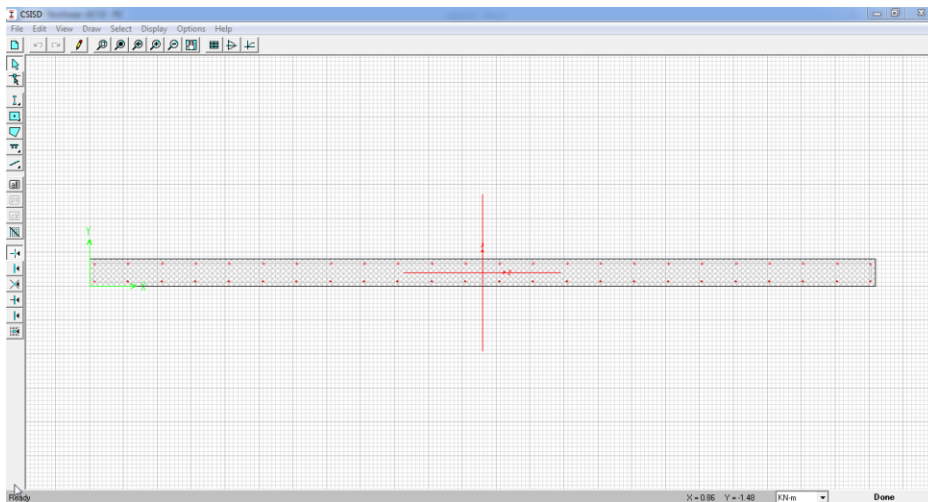 CSISD
File Edit View Draw Select Display Options Help
Y
X
Ready
X = 0.86 Y = -1.48 KN-m Done